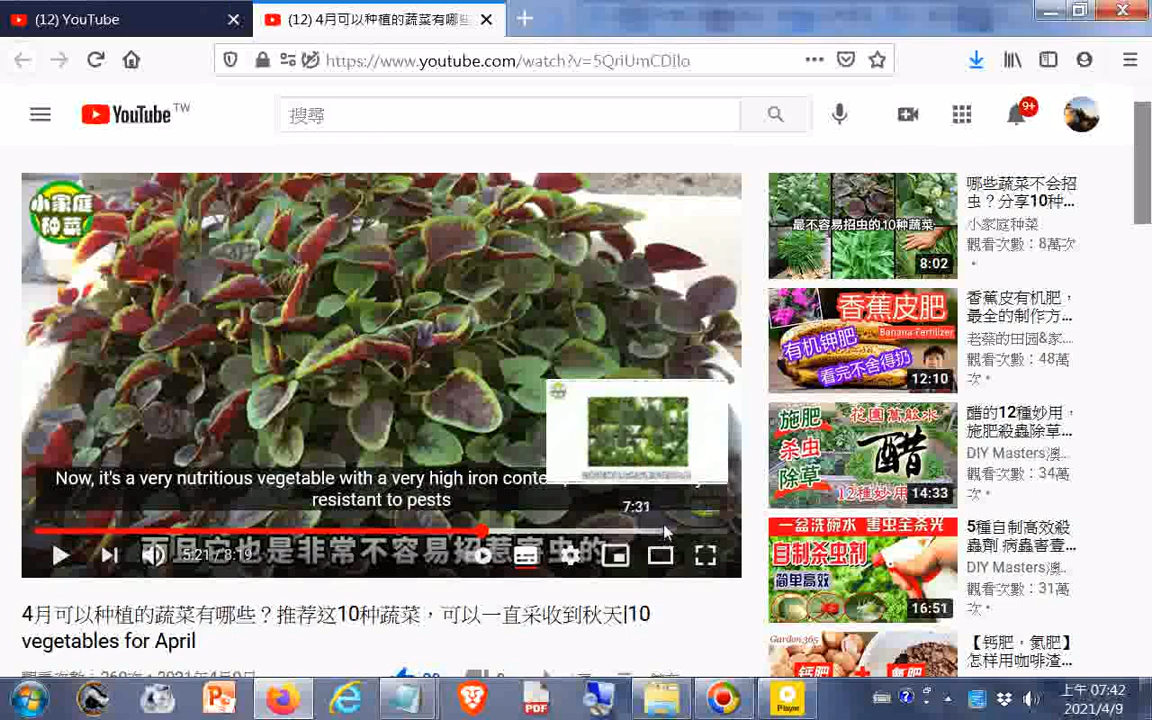 (12) YouTube
(12) 4月可以种植的蔬菜有哪些
https://www.youtube.com/watch?v=5QriUmCDIlo
YouTube TW
搜尋
9+
小家庭
种菜
Now, it's a very nutritious vegetable with a very high iron conte
resistant to pests
7:31
而且它也是非常不容易招惹害虫的
5:21 / 8:19
4月可以种植的蔬菜有哪些？推荐这10种蔬菜，可以一直采收到秋天|10
vegetables for April
最不容易招虫的10种蔬菜
8:02
哪些蔬菜不会招
虫？分享10种...
小家庭种菜
觀看次數：8萬次
。
香蕉皮肥
Banana Fertilizer
有机钾肥
看完不舍得扔
12:10
香蕉皮有机肥，
最全的制作方...
老蔡的田园&家...
觀看次數：48萬
次。
施肥
杀虫
除草
花園萬能水
醋
12種妙用
14:33
醋的12種妙用，
施肥殺蟲除草...
DIY Masters澳...
觀看次數：34萬
次。
一盆洗碗水 害虫全杀光
自制杀虫剂
简单高效
16:51
5種自制高效殺
蟲劑 病蟲害壹...
DIY Masters澳...
觀看次數：31萬
次。
Garden 365
钙肥
氮肥
【钙肥，氮肥】
怎样用咖啡渣...
PDF
Player
上午 07:42
2021/4/9